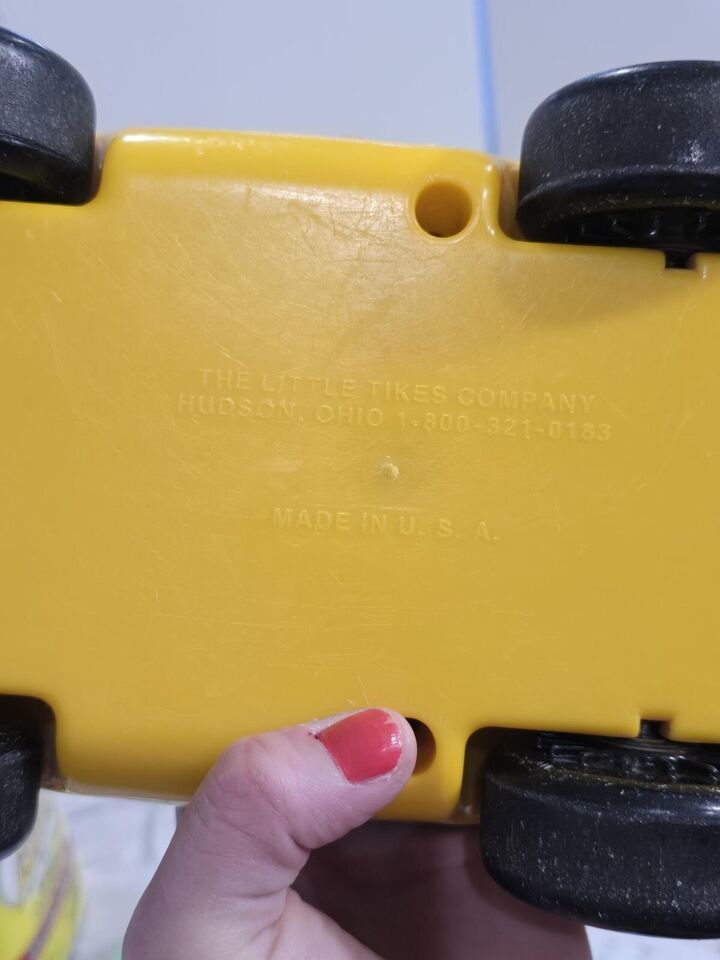 THE LITTLE TIKES COMPANY
HUDSON, OHIO 1-800-321-0183
MADE IN U. S. A.